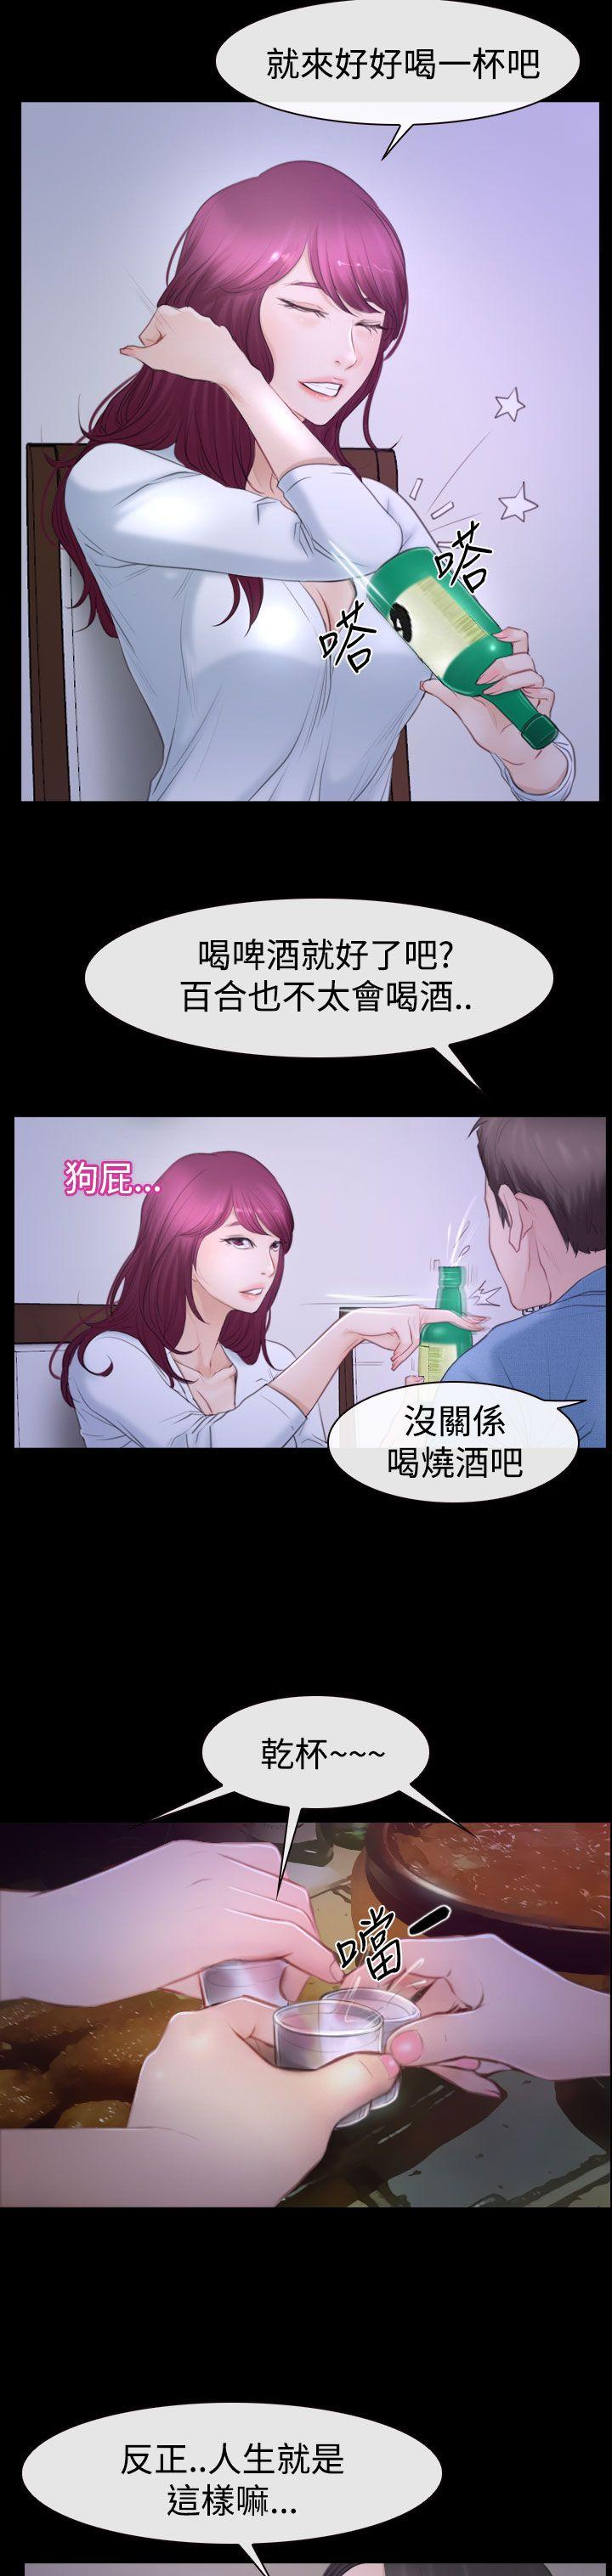 就來好好喝一杯吧
嗒
嗒
喝啤酒就好了吧?
百合也不太會喝酒..
狗屁...
沒關係
喝燒酒吧
乾杯~~~
噹-
反正..人生就是
這樣嘛...